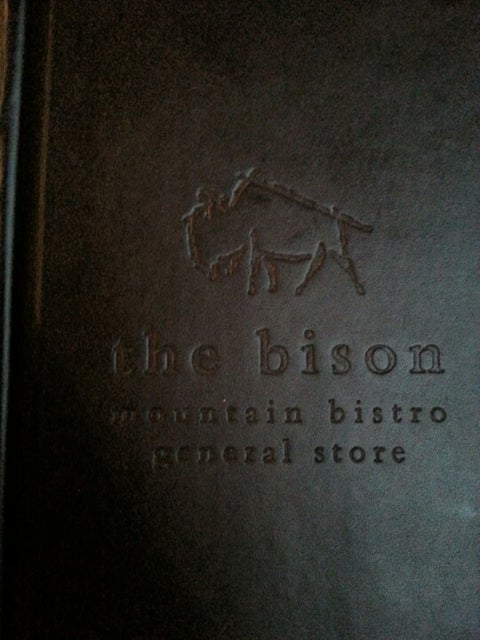 the bison
mountain bistro
general store